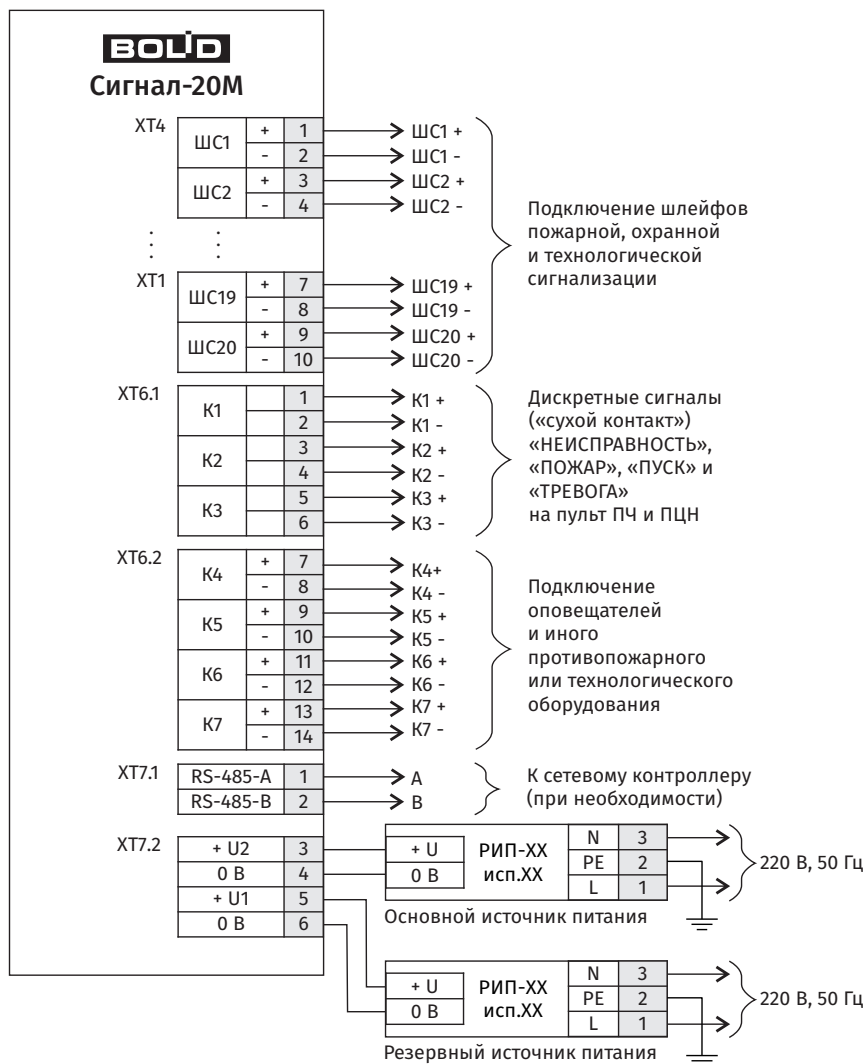 BOLID
Сигнал-20М
XT4
ШС1 + 1
- 2
ШС2 + 3
- 4
ШС1 +
ШС1 -
ШС2 +
ШС2 -
XT1
ШС19 + 7
- 8
ШС20 + 9
- 10
ШС19 +
ШС19 -
ШС20 +
ШС20 -
Подключение шлейфов
пожарной, охранной
и технологической
сигнализации
XT6.1
К1 1
2
К2 3
4
К3 5
6
К1 +
К1 -
К2 +
К2 -
К3 +
К3 -
Дискретные сигналы
(«сухой контакт»)
«НЕИСПРАВНОСТЬ»,
«ПОЖАР», «ПУСК» и
«ТРЕВОГА»
на пульт ПЧ и ПЦН
XT6.2
К4 + 7
- 8
К5 + 9
- 10
К6 + 11
- 12
К7 + 13
- 14
К4+
К4 -
К5 +
К5 -
К6 +
К6 -
К7 +
К7 -
Подключение
оповещателей
и иного
противопожарного
или технологического
оборудования
XT7.1
RS-485-A 1
RS-485-B 2
A
B
К сетевому контроллеру
(при необходимости)
XT7.2
+ U2 3
0 В 4
+ U1 5
0 В 6
+ U
0 В
РИП-ХХ
исп.ХХ
N 3
PE 2
L 1
220 В, 50 Гц
Основной источник питания
+ U
0 В
РИП-ХХ
исп.ХХ
N 3
PE 2
L 1
220 В, 50 Гц
Резервный источник питания